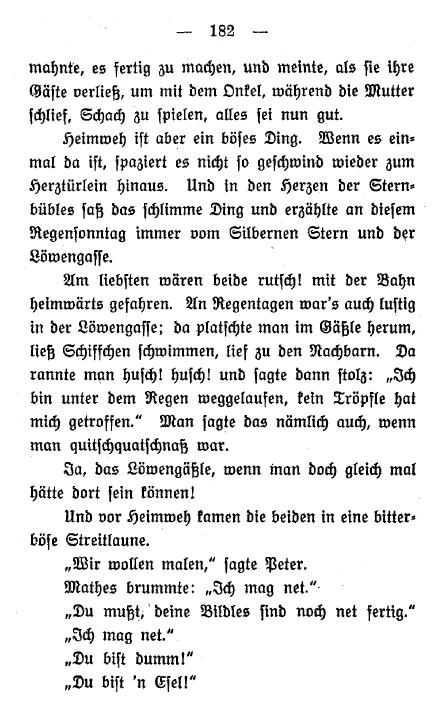 — 182 —
mahnte, es fertig zu machen, und meinte, als sie ihre
Gäste verließ, um mit dem Onkel, während die Mutter
schlief, Schach zu spielen, alles sei nun gut.
Heimweh ist aber ein böses Ding. Wenn es ein-
mal da ist, spaziert es nicht so geschwind wieder zum
Herztürlein hinaus. Und in den Herzen der Stern-
bübles saß das schlimme Ding und erzählte an diesem
Regensonntag immer vom Silbernen Stern und der
Löwengasse.
Am liebsten wären beide rutsch! mit der Bahn
heimwärts gefahren. An Regentagen war's auch lustig
in der Löwengasse; da platschte man im Gäßle herum,
ließ Schiffchen schwimmen, lief zu den Nachbarn. Da
rannte man husch! husch! und sagte dann stolz: „Ich
bin unter dem Regen weggelaufen, kein Tröpfle hat
mich getroffen.“ Man sagte das nämlich auch, wenn
man quitschquatschnaß war.
Ja, das Löwengäßle, wenn man doch gleich mal
hätte dort sein können!
Und vor Heimweh kamen die beiden in eine bitter-
böse Streitlaune.
„Wir wollen malen,“ sagte Peter.
Mathes brummte: „Ich mag net.“
„Du mußt, deine Bildles sind noch net fertig.“
„Ich mag net.“
„Du bist dumm!“
„Du bist 'n Esel!“